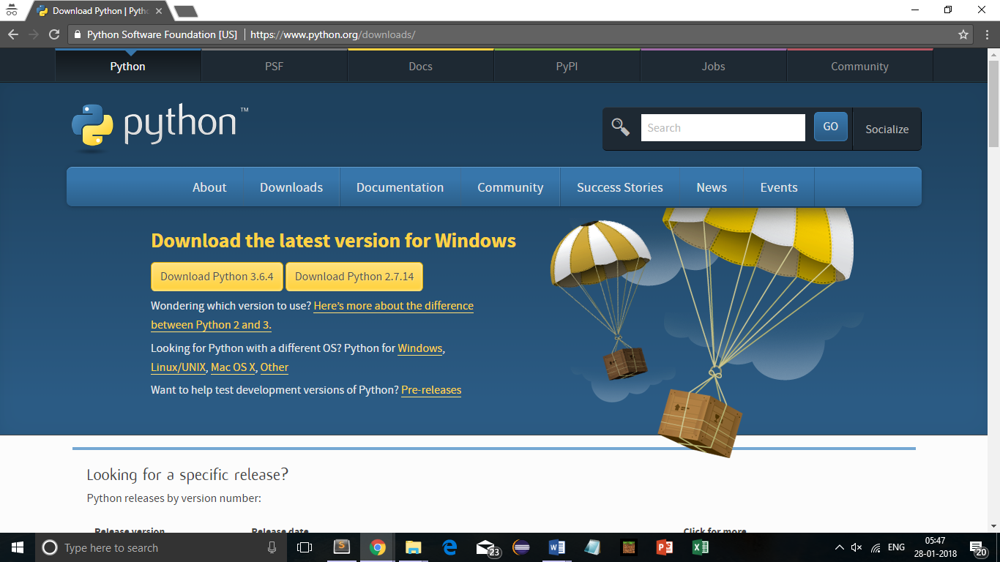 Download Python | Pytho
Python Software Foundation [US] https://www.python.org/downloads/
Python PSF Docs PyPI Jobs Community
python™
Search GO Socialize
About Downloads Documentation Community Success Stories News Events
Download the latest version for Windows
Download Python 3.6.4 Download Python 2.7.14
Wondering which version to use? Here's more about the difference
between Python 2 and 3.
Looking for Python with a different OS? Python for Windows,
Linux/UNIX, Mac OS X, Other
Want to help test development versions of Python? Pre-releases
Looking for a specific release?
Python releases by version number:
Release version Release date Click for more
Type here to search 23 ENG 05:47
28-01-2018 20